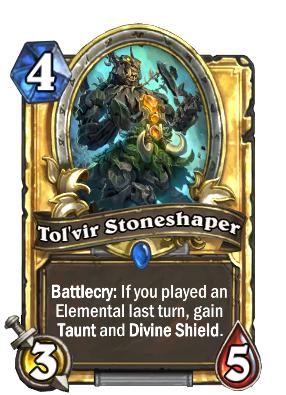 4
Tol'vir Stoneshaper
Battlecry: If you played an
Elemental last turn, gain
Taunt and Divine Shield.
3
5